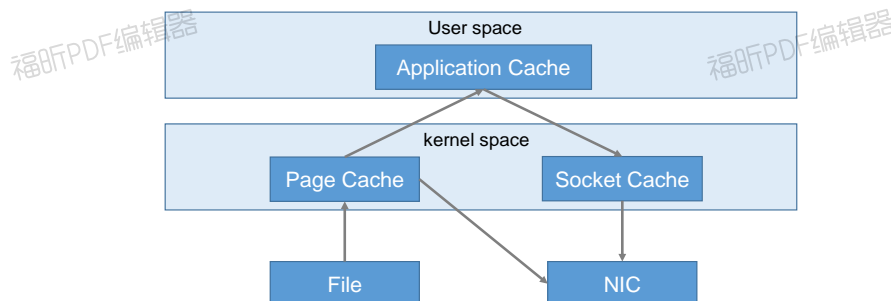 User space
福昕PDF编辑器
福昕PDF编辑器
Application Cache
kernel space
Page Cache
Socket Cache
File
NIC